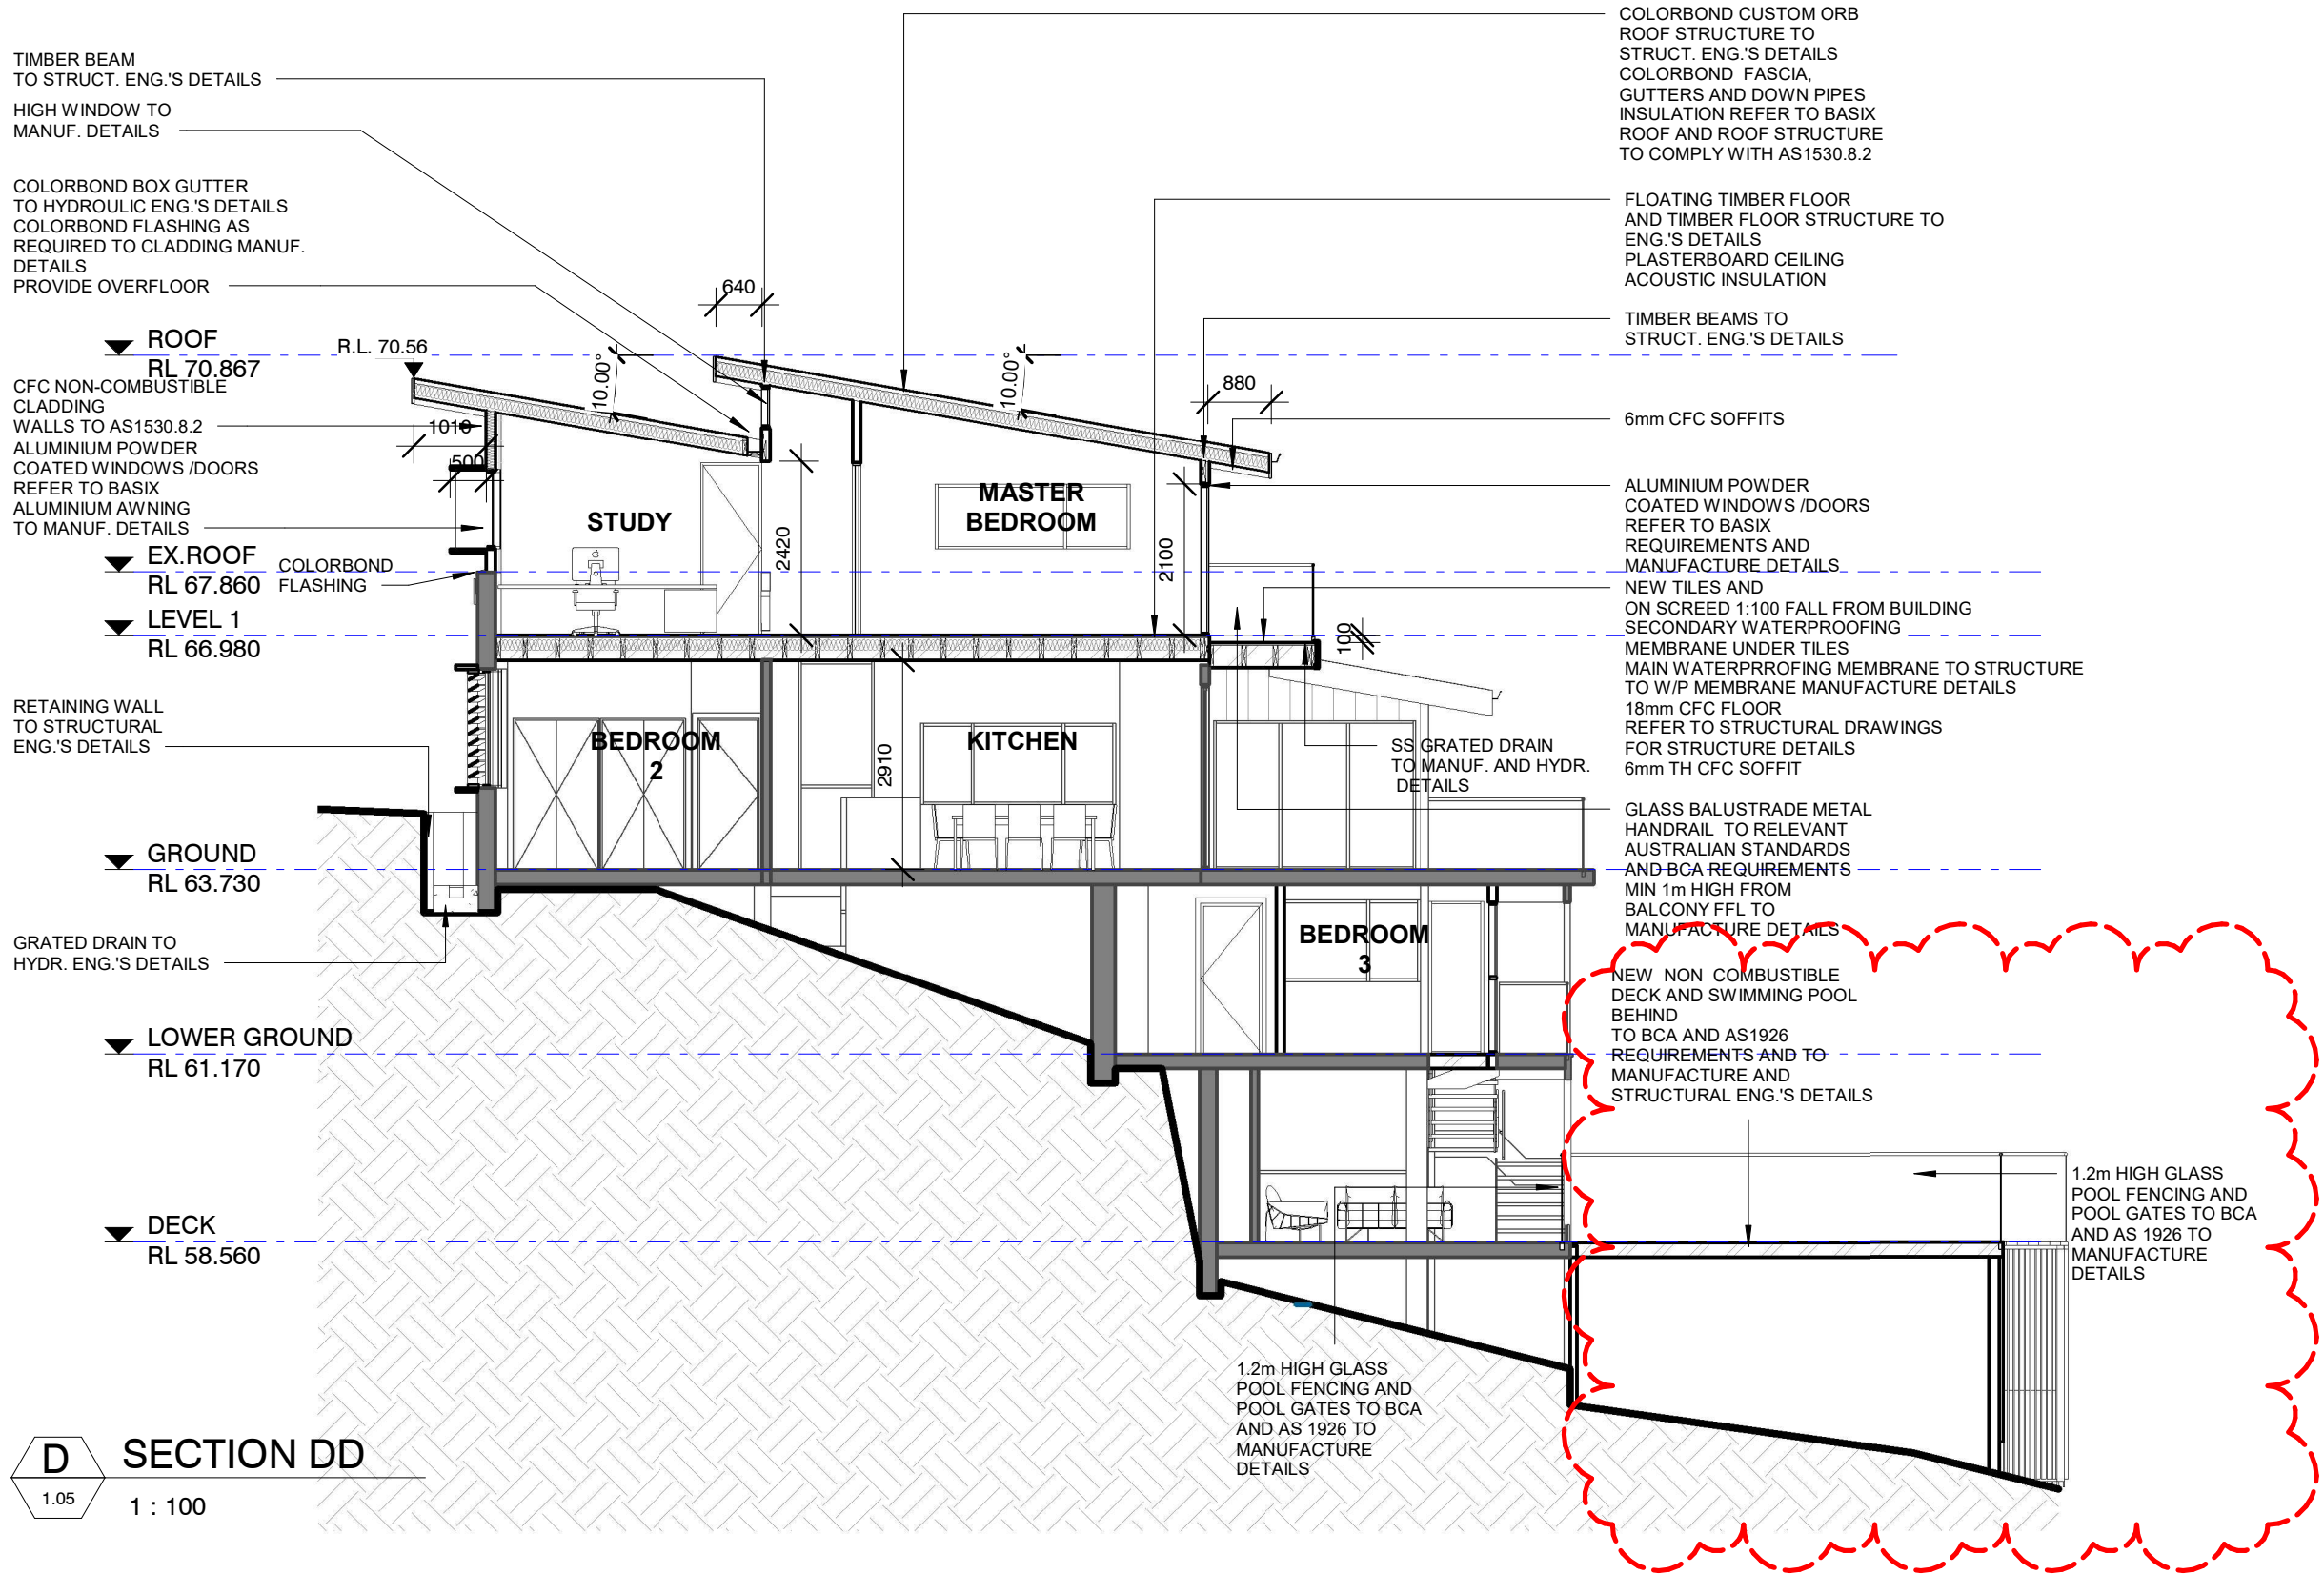 TIMBER BEAM
TO STRUCT. ENG.'S DETAILS
HIGH WINDOW TO
MANUF. DETAILS
COLORBOND BOX GUTTER
TO HYDROULIC ENG.'S DETAILS
COLORBOND FLASHING AS
REQUIRED TO CLADDING MANUF.
DETAILS
PROVIDE OVERFLOOR
ROOF
RL 70.867
R.L. 70.56
CFC NON-COMBUSTIBLE
CLADDING
WALLS TO AS1530.8.2
ALUMINIUM POWDER
COATED WINDOWS /DOORS
REFER TO BASIX
ALUMINIUM AWNING
TO MANUF. DETAILS
EX.ROOF
RL 67.860
COLORBOND
FLASHING
LEVEL 1
RL 66.980
RETAINING WALL
TO STRUCTURAL
ENG.'S DETAILS
GROUND
RL 63.730
GRATED DRAIN TO
HYDR. ENG.'S DETAILS
LOWER GROUND
RL 61.170
DECK
RL 58.560
D
1.05
SECTION DD
1 : 100
640
10.00°
10.00°
880
1010
500
STUDY
2420
MASTER
BEDROOM
2100
100
BEDROOM
2
2910
KITCHEN
BEDROOM
3
COLORBOND CUSTOM ORB
ROOF STRUCTURE TO
STRUCT. ENG.'S DETAILS
COLORBOND FASCIA,
GUTTERS AND DOWN PIPES
INSULATION REFER TO BASIX
ROOF AND ROOF STRUCTURE
TO COMPLY WITH AS1530.8.2
FLOATING TIMBER FLOOR
AND TIMBER FLOOR STRUCTURE TO
ENG.'S DETAILS
PLASTERBOARD CEILING
ACOUSTIC INSULATION
TIMBER BEAMS TO
STRUCT. ENG.'S DETAILS
6mm CFC SOFFITS
ALUMINIUM POWDER
COATED WINDOWS /DOORS
REFER TO BASIX
REQUIREMENTS AND
MANUFACTURE DETAILS
NEW TILES AND
ON SCREED 1:100 FALL FROM BUILDING
SECONDARY WATERPROOFING
MEMBRANE UNDER TILES
MAIN WATERPRROFING MEMBRANE TO STRUCTURE
TO W/P MEMBRANE MANUFACTURE DETAILS
18mm CFC FLOOR
REFER TO STRUCTURAL DRAWINGS
FOR STRUCTURE DETAILS
6mm TH CFC SOFFIT
SS GRATED DRAIN
TO MANUF. AND HYDR.
DETAILS
GLASS BALUSTRADE METAL
HANDRAIL TO RELEVANT
AUSTRALIAN STANDARDS
AND BCA REQUIREMENTS
MIN 1m HIGH FROM
BALCONY FFL TO
MANUFACTURE DETAILS
NEW NON COMBUSTIBLE
DECK AND SWIMMING POOL
BEHIND
TO BCA AND AS1926
REQUIREMENTS AND TO
MANUFACTURE AND
STRUCTURAL ENG.'S DETAILS
1.2m HIGH GLASS
POOL FENCING AND
POOL GATES TO BCA
AND AS 1926 TO
MANUFACTURE
DETAILS
1.2m HIGH GLASS
POOL FENCING AND
POOL GATES TO BCA
AND AS 1926 TO
MANUFACTURE
DETAILS